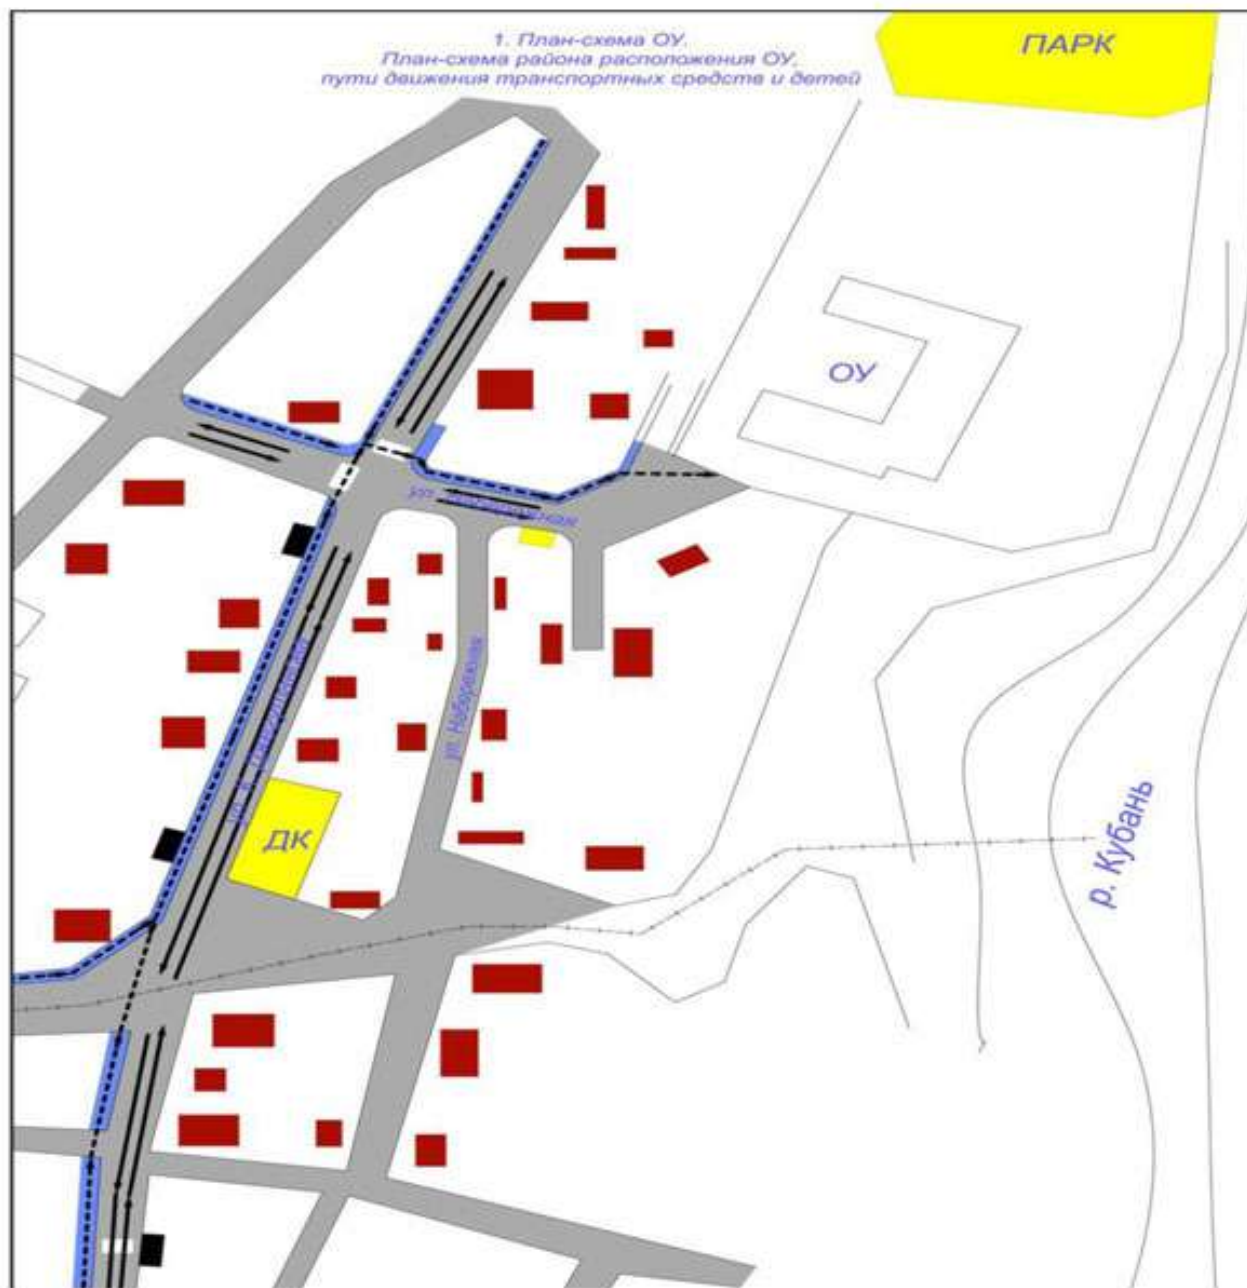 1. План-схема ОУ.
План-схема района расположения ОУ,
пути движения транспортных средств и детей
ПАРК
ОУ
ул.
ул. Набережная
ДК
р. Кубань